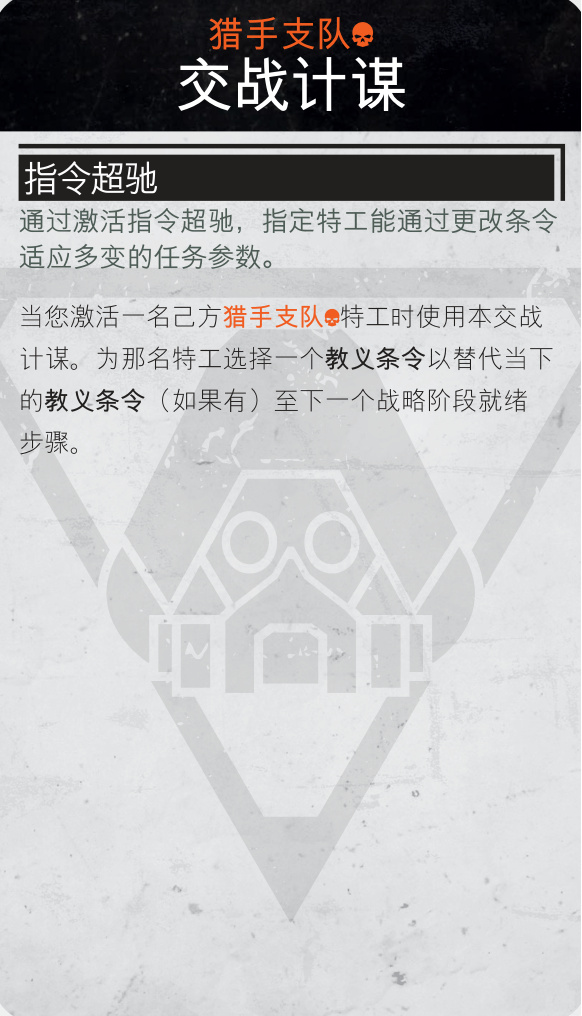 猎手支队
交战计谋
指令超驰
通过激活指令超驰，指定特工能通过更改条令
适应多变的任务参数。
当您激活一名己方猎手支队特工时使用本交战
计谋。为那名特工选择一个教义条令以替代当下
的教义条令（如果有）至下一个战略阶段就绪
步骤。